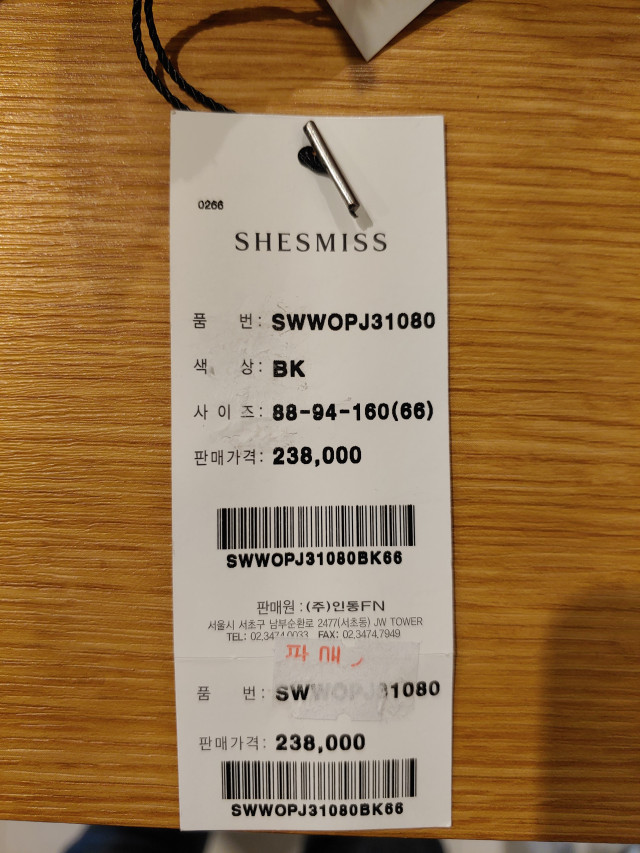 0266
SHESMISS
품 번: SWWOPJ31080
색 상: BK
사 이 즈: 88-94-160(66)
판매가격: 238,000
SWWOPJ31080BK66
판매원 : (주)인동FN
서울시 서초구 남부순환로 2477(서초동) JW TOWER
TEL: 02.3474.0033 FAX: 02.3474.7949
품 번: SWWOPJ31080
판매가격: 238,000
SWWOPJ31080BK66